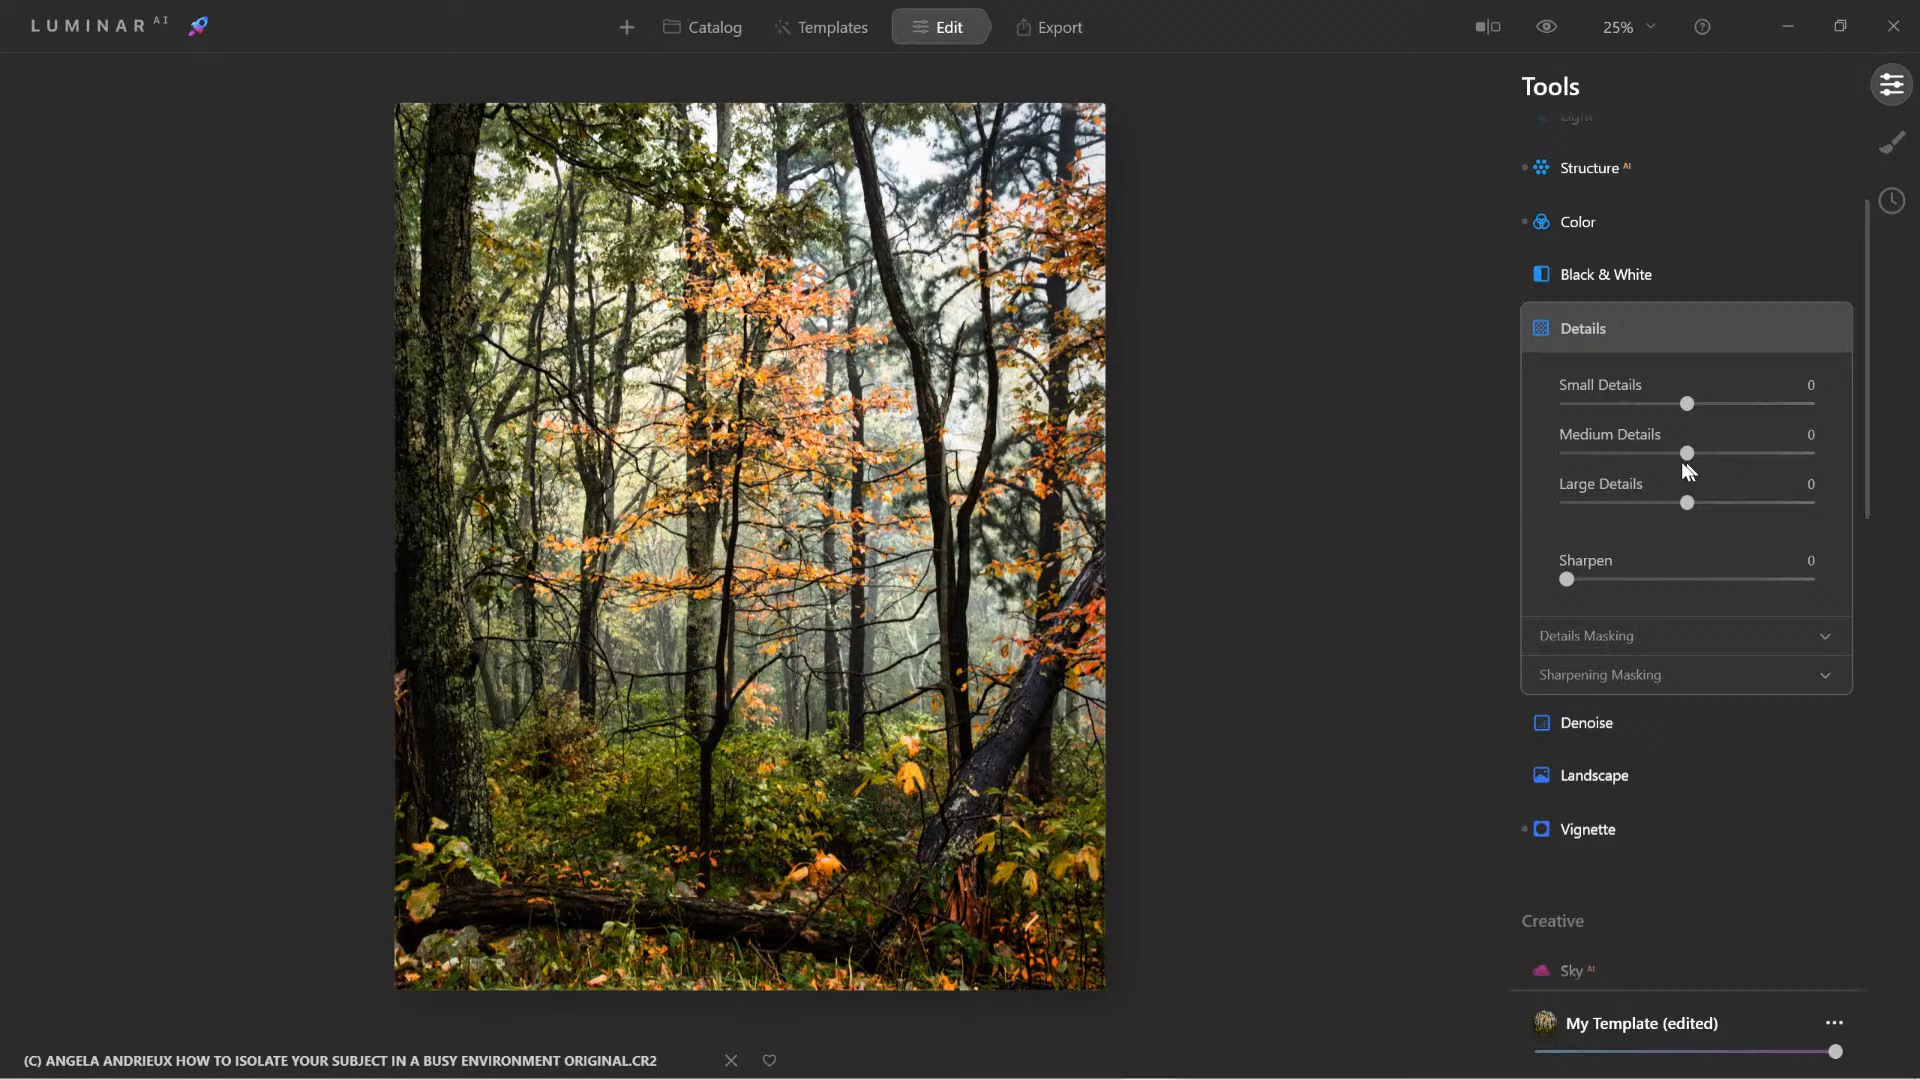 LUMINAR AI
Catalog
Templates
Edit
Export
25%
Tools
Light
Structure AI
Color
Black & White
Details
Small Details 0
Medium Details 0
Large Details 0
Sharpen 0
Details Masking
Sharpening Masking
Denoise
Landscape
Vignette
Creative
Sky AI
My Template (edited)
(C) ANGELA ANDRIEUX HOW TO ISOLATE YOUR SUBJECT IN A BUSY ENVIRONMENT ORIGINAL.CR2